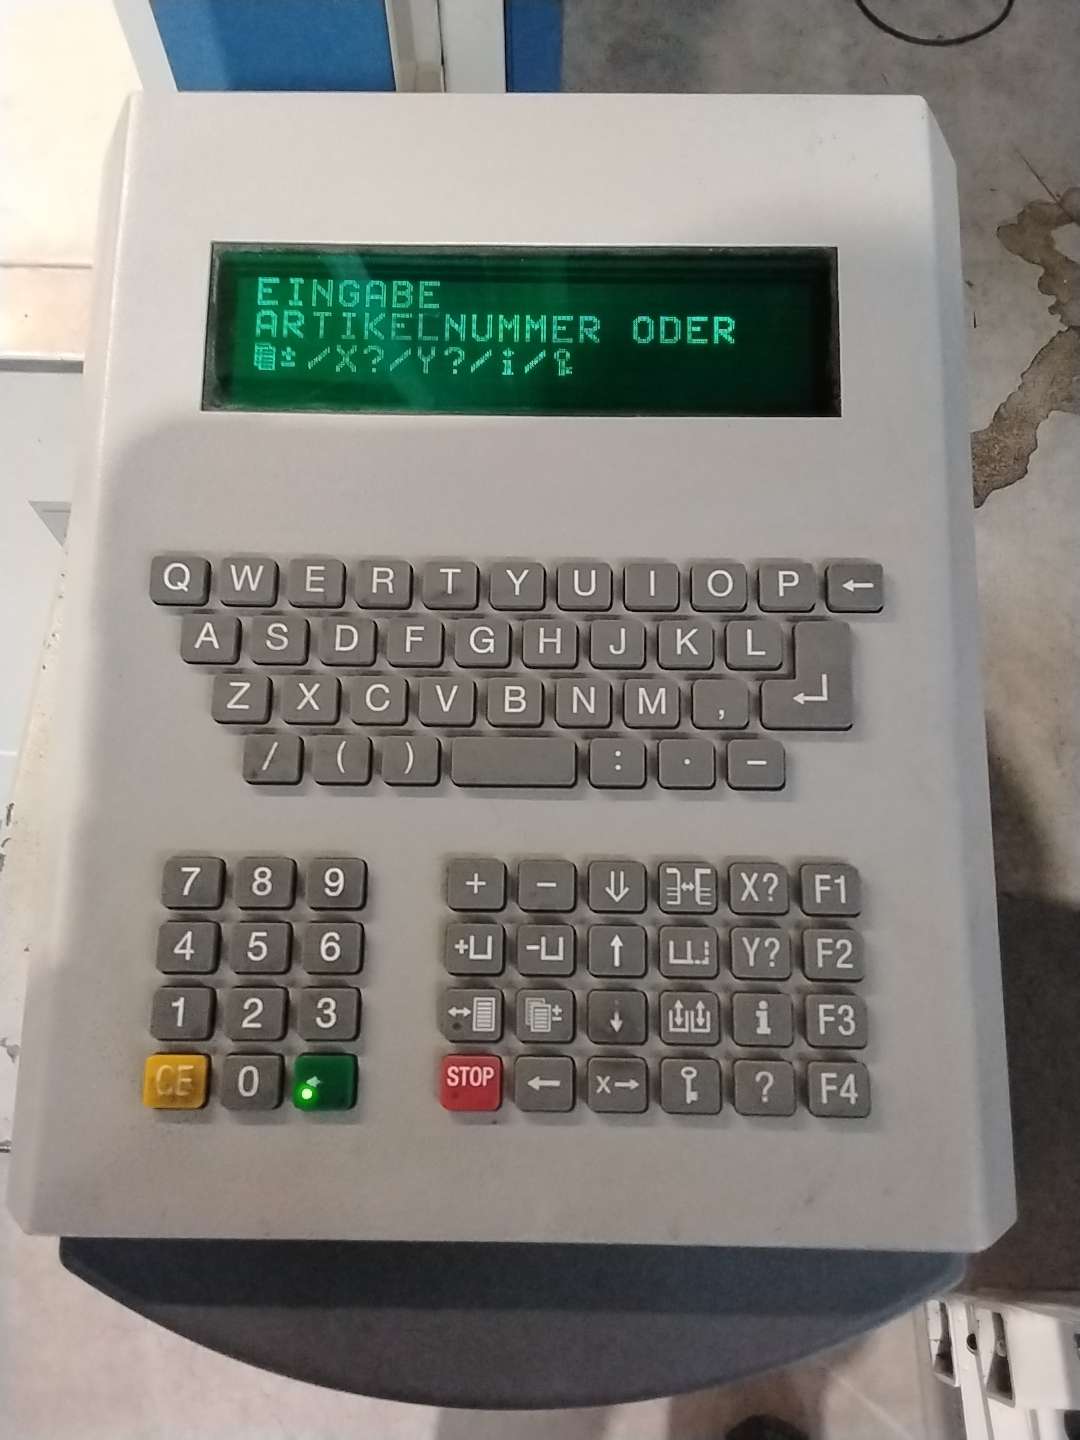 EINGABE
ARTIKELNUMMER ODER
± /X?/Y?/i/
Q W E R T Y U I O P ←
A S D F G H J K L
Z X C V B N M , ↵
/ ( ) : . −
7 8 9 + − ⇓ X? F1
4 5 6 + − ↑ Y? F2
1 2 3 ↔ ± ↓ i F3
CE 0 STOP ← X→ ? F4